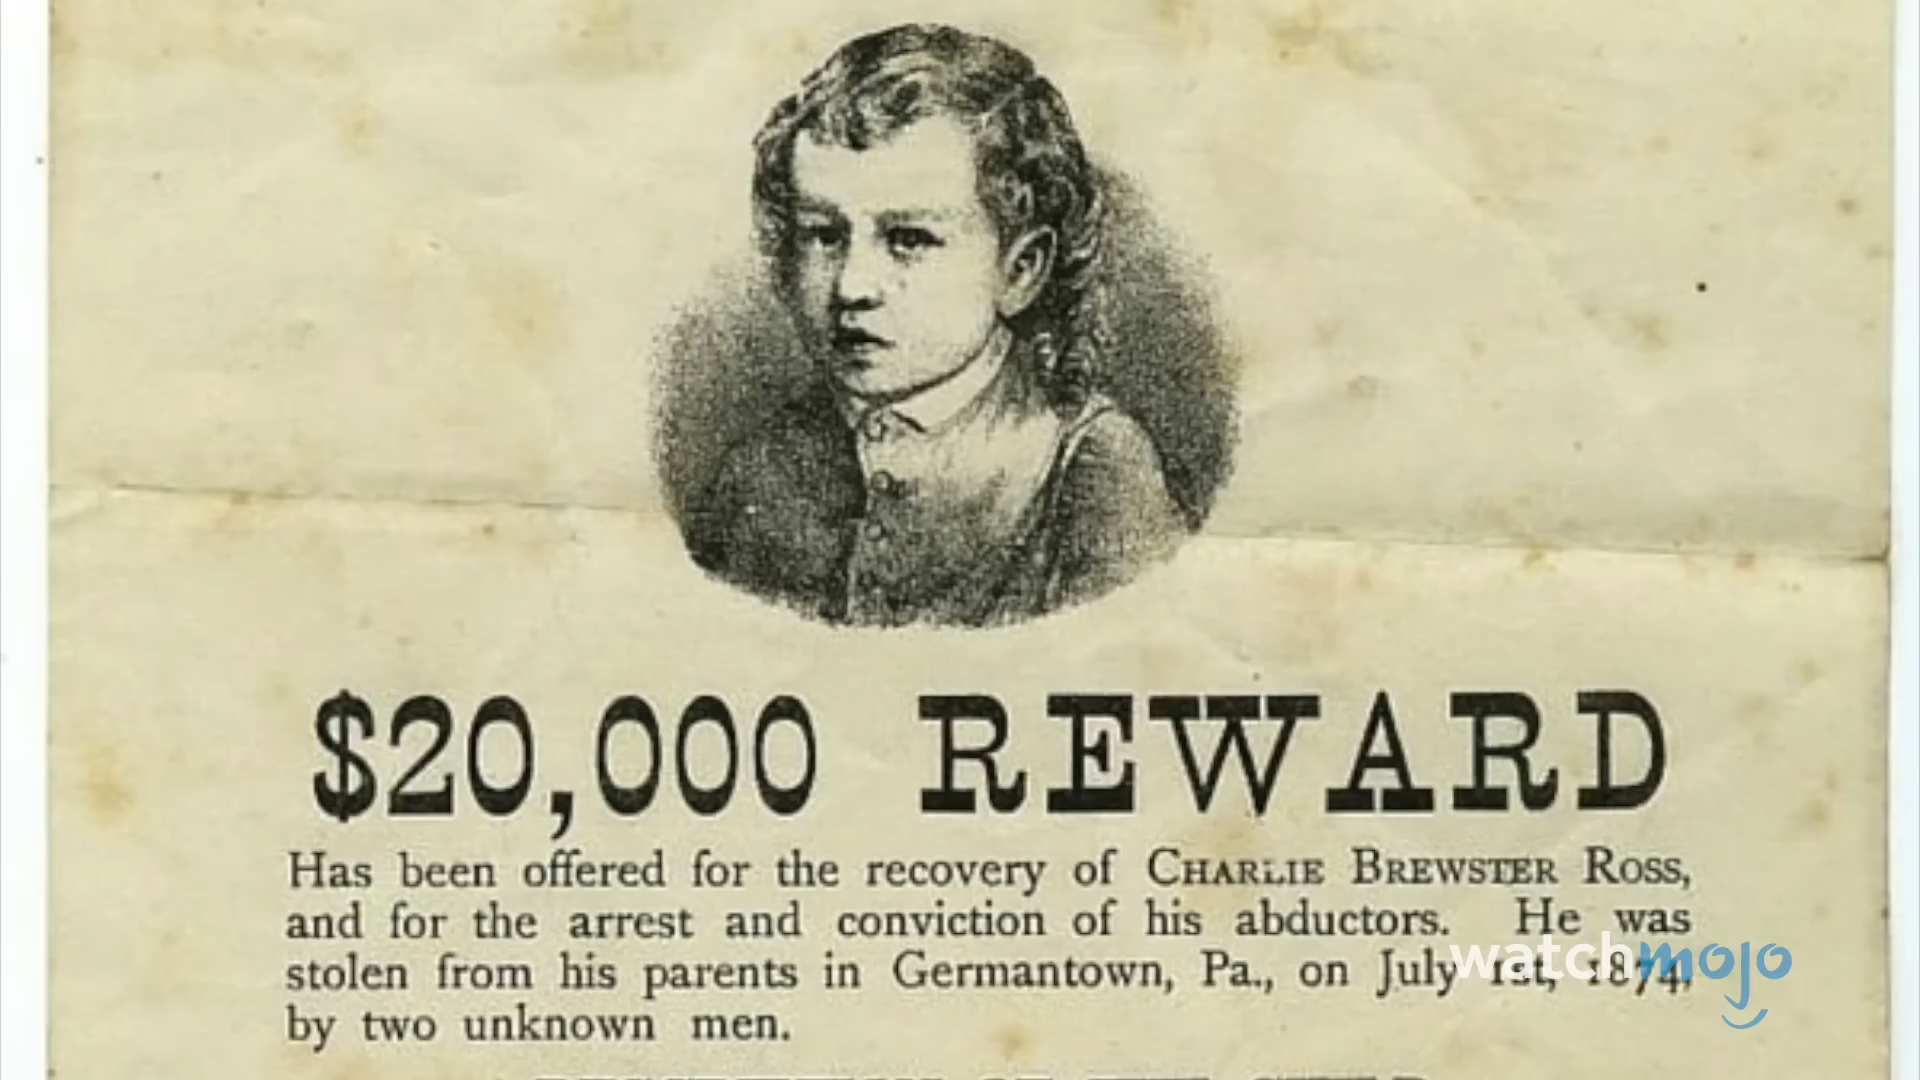 $20,000 REWARD
Has been offered for the recovery of CHARLIE BREWSTER ROSS,
and for the arrest and conviction of his abductors. He was
stolen from his parents in Germantown, Pa., on July 1st, 1874,
by two unknown men.
watchmojo